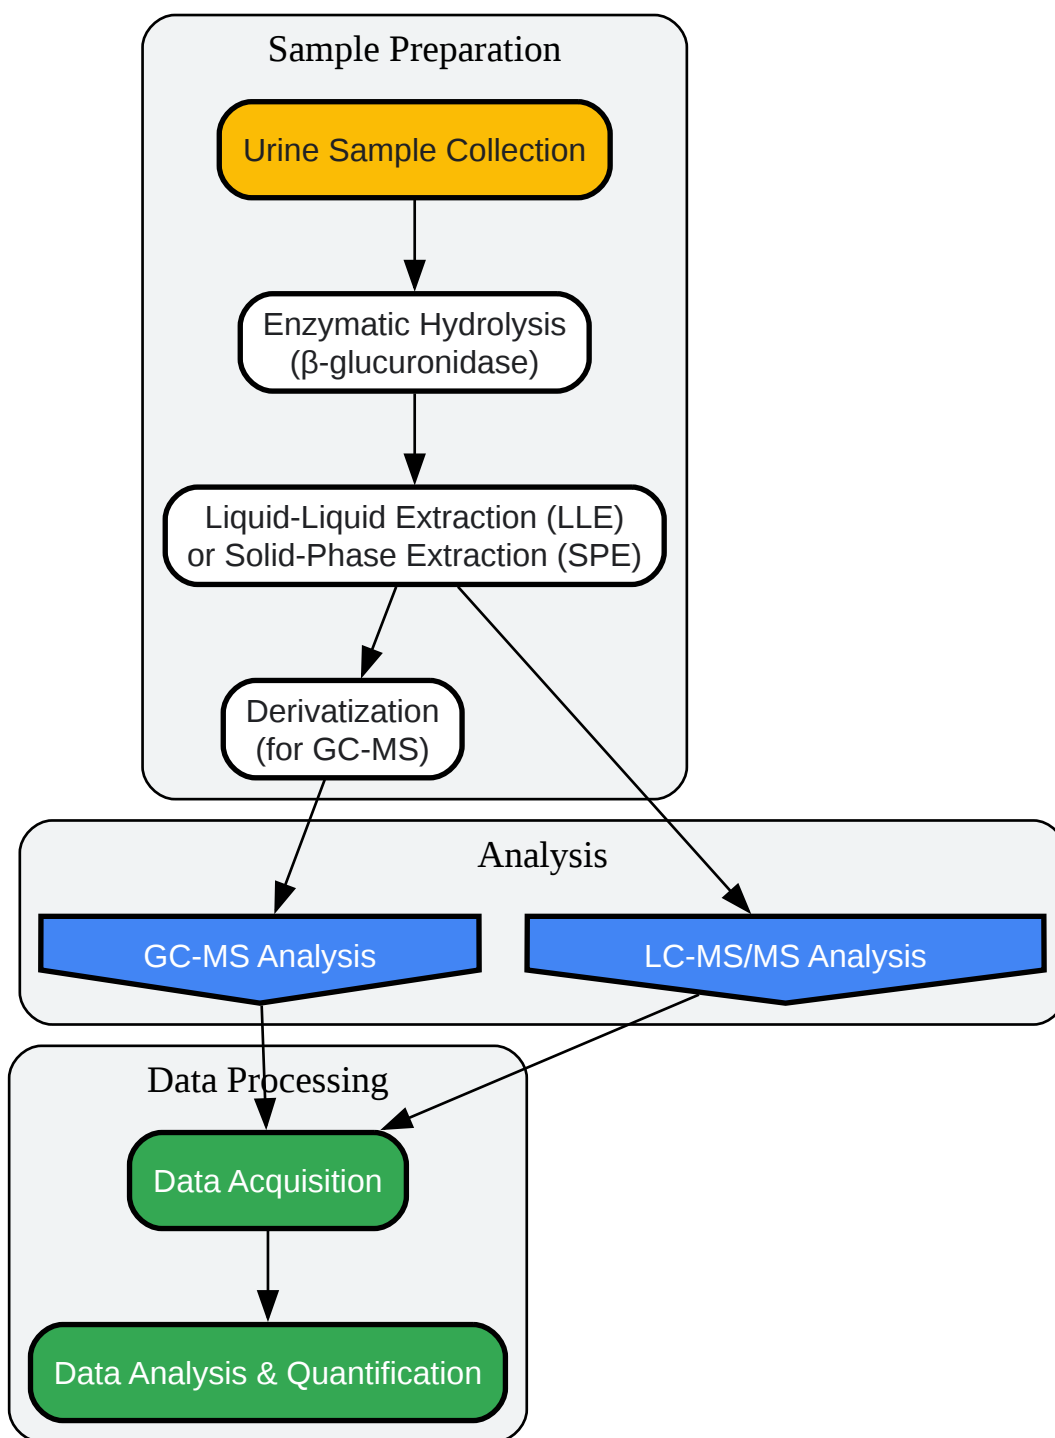 Sample Preparation
Urine Sample Collection
Enzymatic Hydrolysis
(β-glucuronidase)
Liquid-Liquid Extraction (LLE)
or Solid-Phase Extraction (SPE)
Derivatization
(for GC-MS)
Analysis
GC-MS Analysis
LC-MS/MS Analysis
Data Processing
Data Acquisition
Data Analysis & Quantification